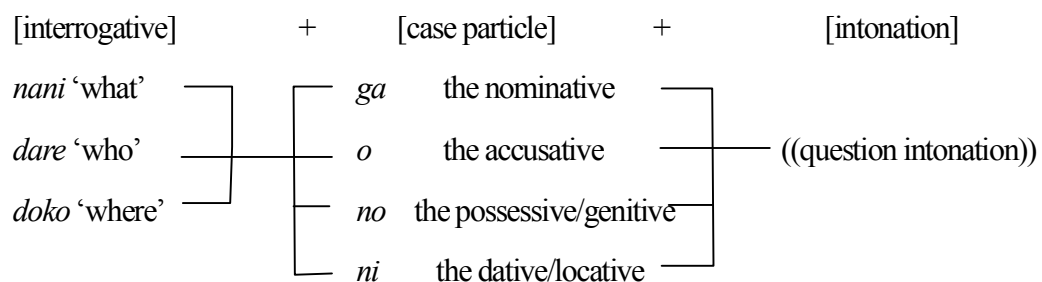 [interrogative] + [case particle] + [intonation]
nani ‘what’ ga the nominative
dare ‘who’ o the accusative ((question intonation))
doko ‘where’ no the possessive/genitive
ni the dative/locative